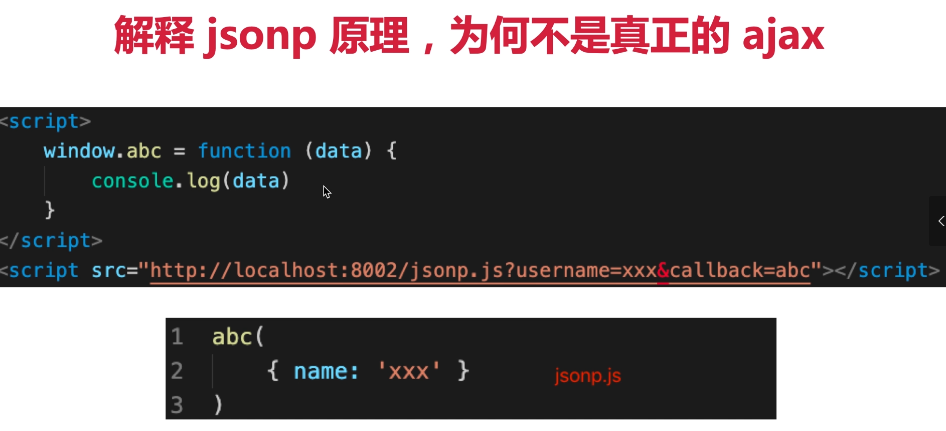 解释 jsonp 原理，为何不是真正的 ajax
<script>
window.abc = function (data) {
console.log(data)
}
</script>
<script src="http://localhost:8002/jsonp.js?username=xxx&callback=abc"></script>
1 abc(
2 { name: 'xxx' }
jsonp.js
3 )